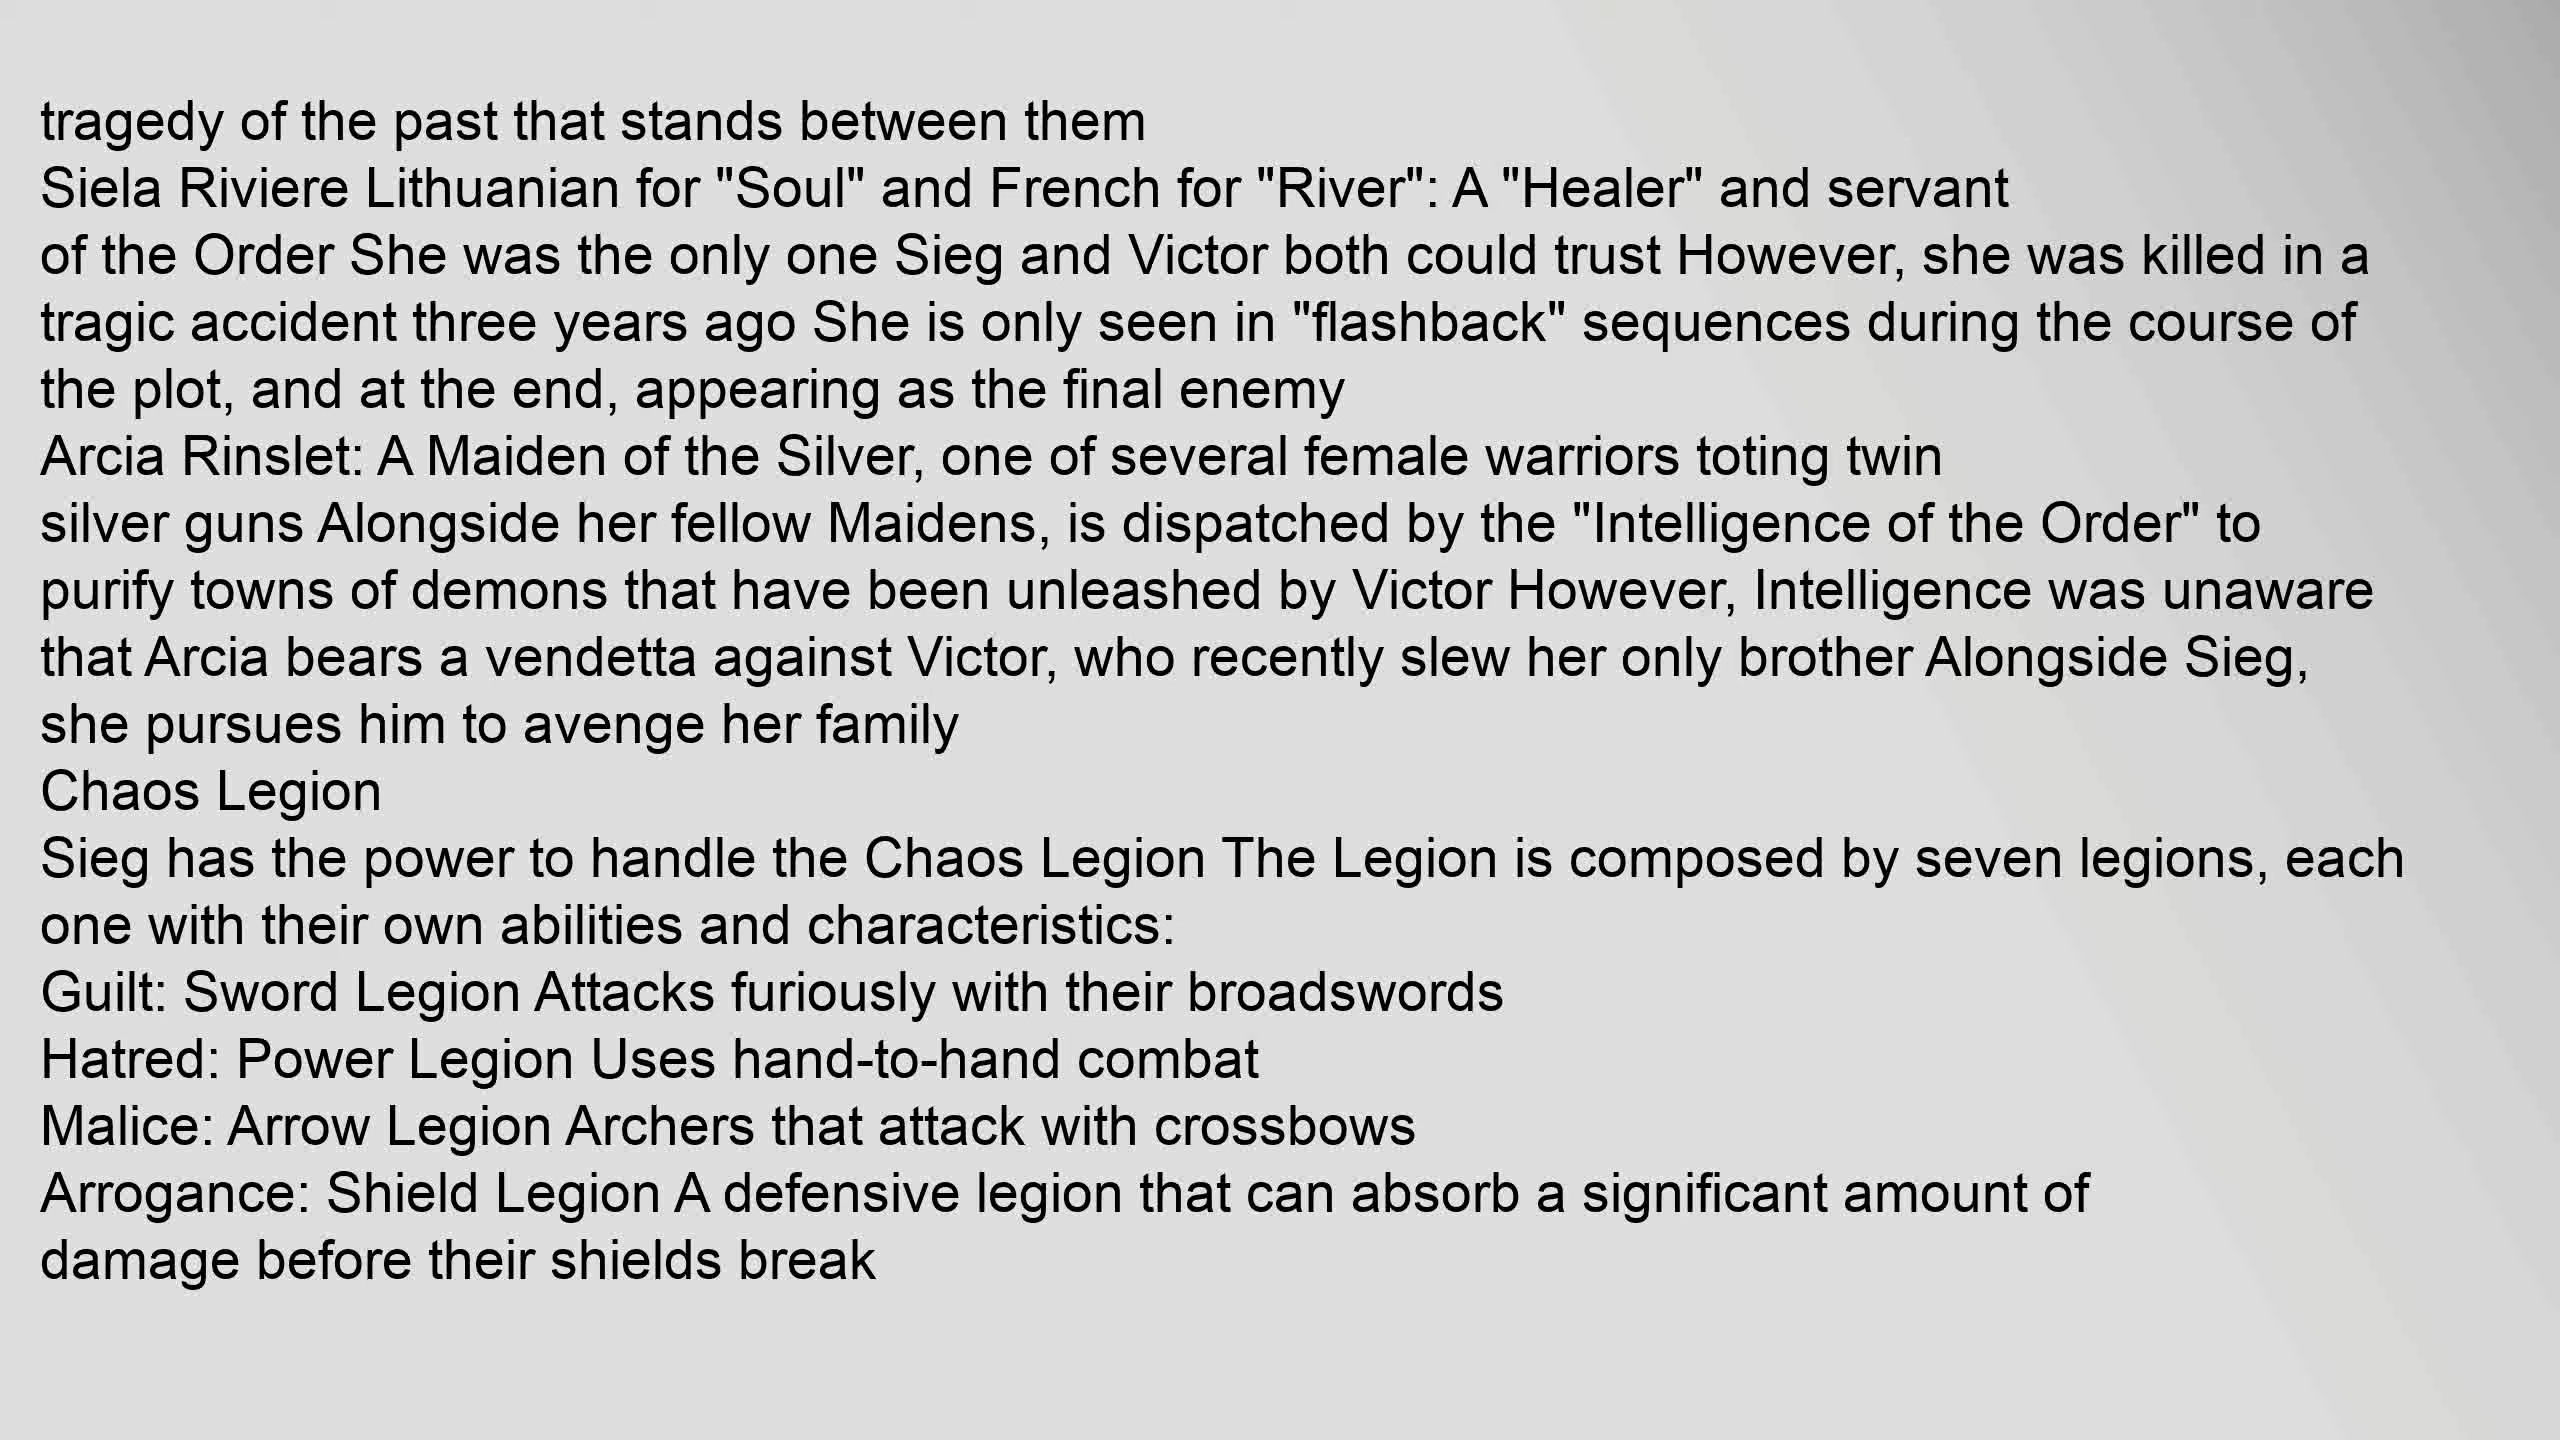 tragedy of the past that stands between them
Siela Riviere Lithuanian for "Soul" and French for "River": A "Healer" and servant
of the Order She was the only one Sieg and Victor both could trust However, she was killed in a
tragic accident three years ago She is only seen in "flashback" sequences during the course of
the plot, and at the end, appearing as the final enemy
Arcia Rinslet: A Maiden of the Silver, one of several female warriors toting twin
silver guns Alongside her fellow Maidens, is dispatched by the "Intelligence of the Order" to
purify towns of demons that have been unleashed by Victor However, Intelligence was unaware
that Arcia bears a vendetta against Victor, who recently slew her only brother Alongside Sieg,
she pursues him to avenge her family
Chaos Legion
Sieg has the power to handle the Chaos Legion The Legion is composed by seven legions, each
one with their own abilities and characteristics:
Guilt: Sword Legion Attacks furiously with their broadswords
Hatred: Power Legion Uses hand-to-hand combat
Malice: Arrow Legion Archers that attack with crossbows
Arrogance: Shield Legion A defensive legion that can absorb a significant amount of
damage before their shields break